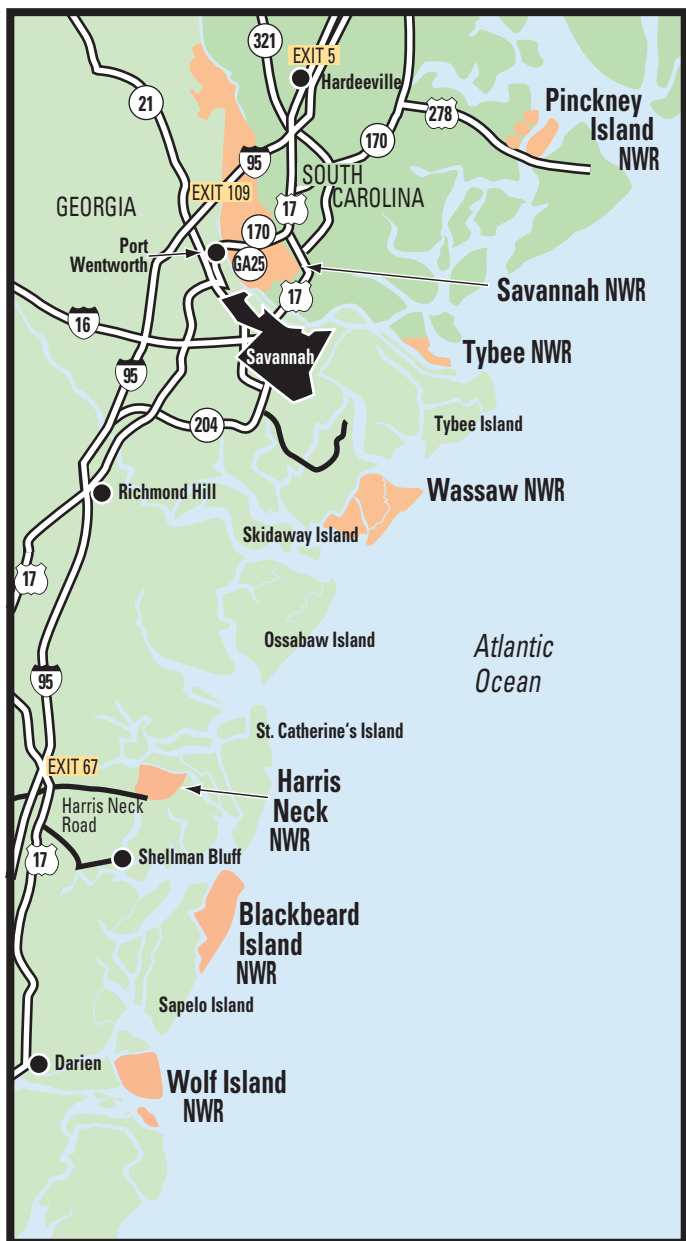 321
EXIT 5
Hardeeville
21
278
Pinckney
Island
NWR
170
95
SOUTH
CAROLINA
EXIT 109
GEORGIA
17
170
Port
Wentworth
GA25
Savannah NWR
17
16
Savannah
Tybee NWR
95
204
Tybee Island
Richmond Hill
Wassaw NWR
Skidaway Island
17
Ossabaw Island
Atlantic
Ocean
95
St. Catherine‘s Island
EXIT 67
Harris
Neck
NWR
Harris Neck
Road
17
Shellman Bluff
Blackbeard
Island
NWR
Sapelo Island
Darien
Wolf Island
NWR